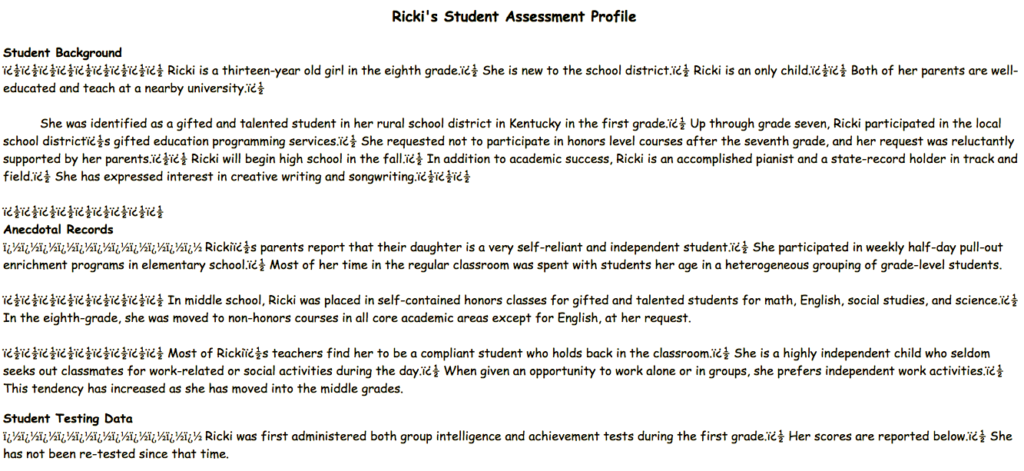 Ricki's Student Assessment Profile
Student Background
ï¿½ï¿½ï¿½ï¿½ï¿½ï¿½ï¿½ï¿½ï¿½ Ricki is a thirteen-year old girl in the eighth grade.ï¿½ She is new to the school district.ï¿½ Ricki is an only child.ï¿½ï¿½ Both of her parents are well-
educated and teach at a nearby university.ï¿½
She was identified as a gifted and talented student in her rural school district in Kentucky in the first grade.ï¿½ Up through grade seven, Ricki participated in the local
school districtï¿½s gifted education programming services.ï¿½ She requested not to participate in honors level courses after the seventh grade, and her request was reluctantly
supported by her parents.ï¿½ï¿½ Ricki will begin high school in the fall.ï¿½ In addition to academic success, Ricki is an accomplished pianist and a state-record holder in track and
field.ï¿½ She has expressed interest in creative writing and songwriting.ï¿½ï¿½ï¿½
ï¿½ï¿½ï¿½ï¿½ï¿½ï¿½ï¿½ï¿½ï¿½
Anecdotal Records
ï¿½ï¿½ï¿½ï¿½ï¿½ï¿½ï¿½ï¿½ï¿½ï¿½ï¿½ Rickiï¿½s parents report that their daughter is a very self-reliant and independent student.ï¿½ She participated in weekly half-day pull-out
enrichment programs in elementary school.ï¿½ Most of her time in the regular classroom was spent with students her age in a heterogeneous grouping of grade-level students.
ï¿½ï¿½ï¿½ï¿½ï¿½ï¿½ï¿½ï¿½ï¿½ In middle school, Ricki was placed in self-contained honors classes for gifted and talented students for math, English, social studies, and science.ï¿½
In the eighth-grade, she was moved to non-honors courses in all core academic areas except for English, at her request.
ï¿½ï¿½ï¿½ï¿½ï¿½ï¿½ï¿½ï¿½ï¿½ Most of Rickiï¿½s teachers find her to be a compliant student who holds back in the classroom.ï¿½ She is a highly independent child who seldom
seeks out classmates for work-related or social activities during the day.ï¿½ When given an opportunity to work alone or in groups, she prefers independent work activities.ï¿½
This tendency has increased as she has moved into the middle grades.
Student Testing Data
ï¿½ï¿½ï¿½ï¿½ï¿½ï¿½ï¿½ï¿½ï¿½ï¿½ï¿½ Ricki was first administered both group intelligence and achievement tests during the first grade.ï¿½ Her scores are reported below.ï¿½ She
has not been re-tested since that time.